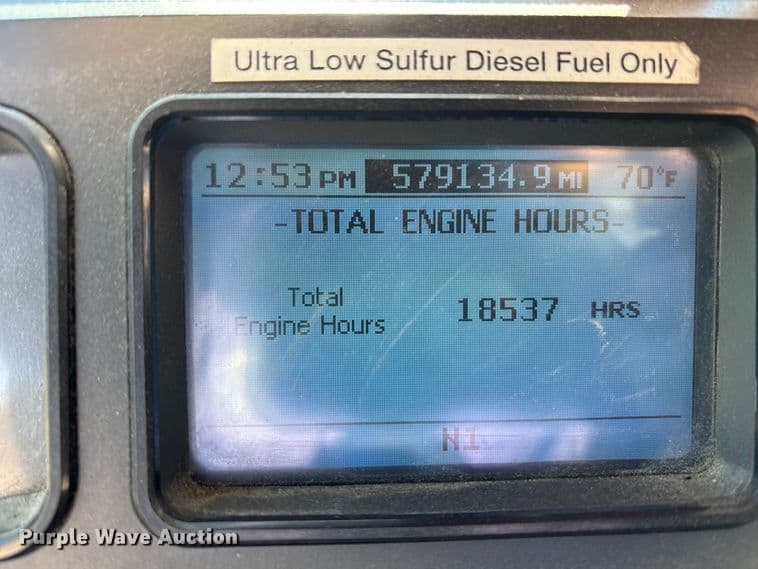 Ultra Low Sulfur Diesel Fuel Only
12:53 PM 579134.9 MI 70°F
-TOTAL ENGINE HOURS-
Total
Engine Hours 18537 HRS
N1
Purple Wave Auction